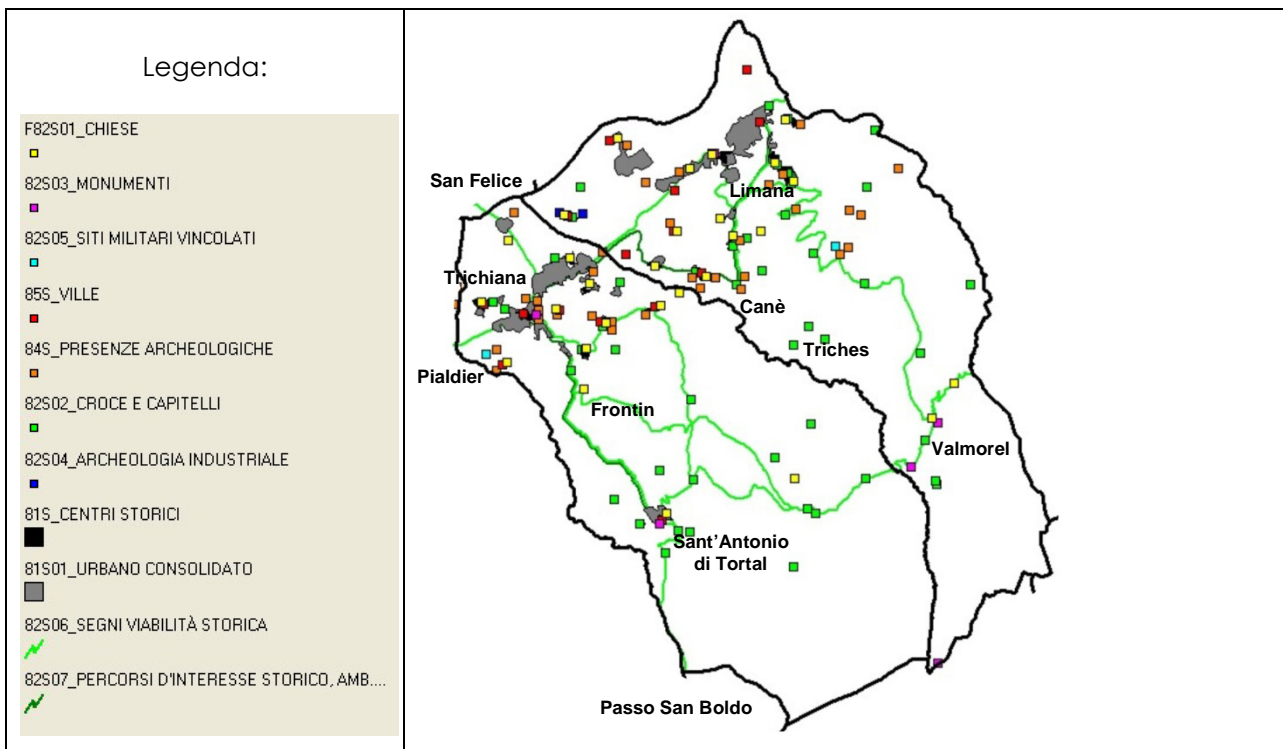 Legenda:
F82S01_CHIESE
82S03_MONUMENTI
82S05_SITI MILITARI VINCOLATI
85S_VILLE
84S_PRESENZE ARCHEOLOGICHE
82S02_CROCE E CAPITELLI
82S04_ARCHEOLOGIA INDUSTRIALE
81S_CENTRI STORICI
81S01_URBANO CONSOLIDATO
82S06_SEGNI VIABILITÀ STORICA
82S07_PERCORSI D'INTERESSE STORICO, AMB....
San Felice
Limana
Trichiana
Canè
Triches
Pialdier
Frontin
Valmorel
Sant'Antonio
di Tortal
Passo San Boldo